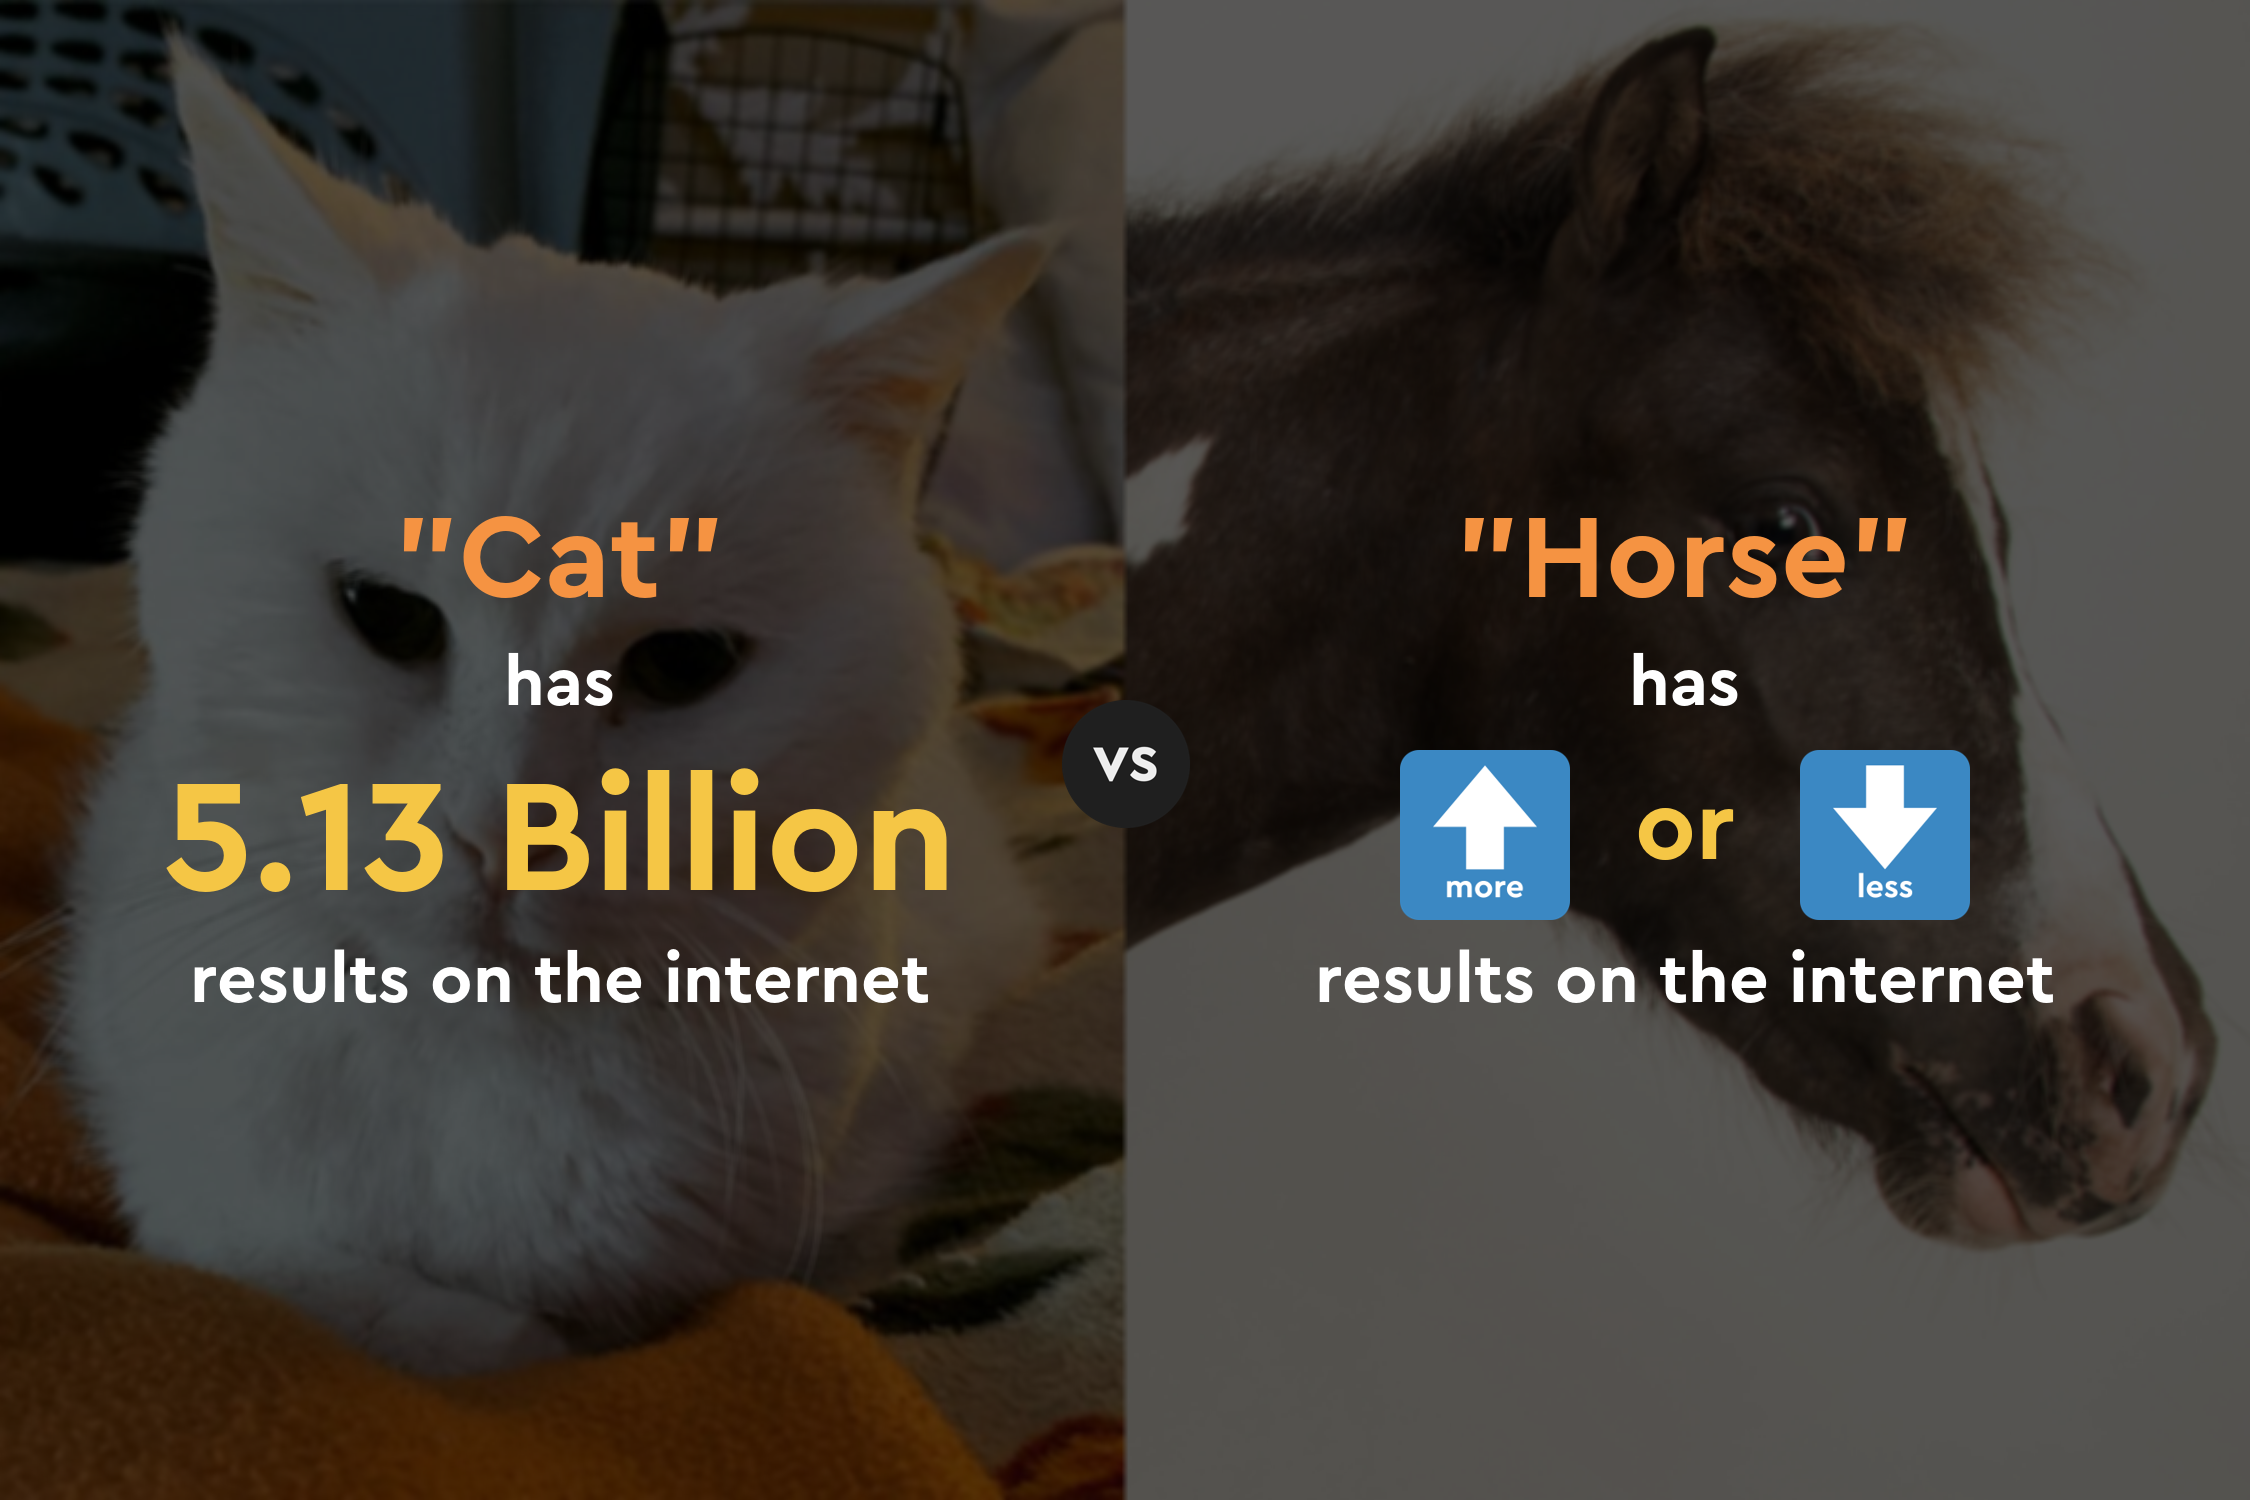 "Cat"
has
5.13 Billion
results on the internet
vs
"Horse"
has
more
or
less
results on the internet